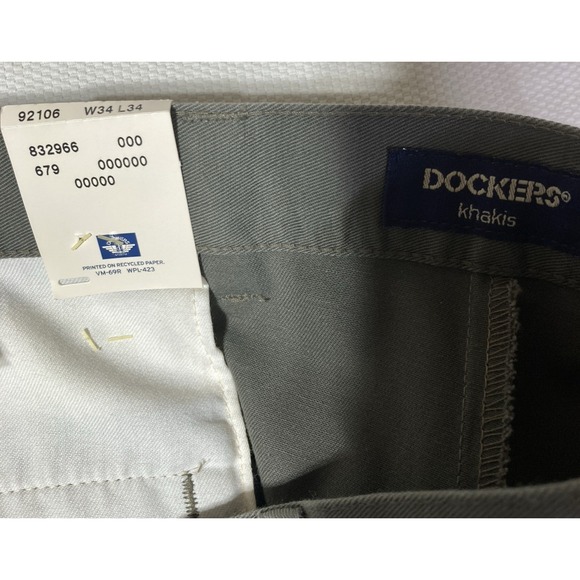 92106 W34 L34
832966 000
679 000000
00000
PRINTED ON RECYCLED PAPER.
VM-69R WPL-423
DOCKERS®
khakis